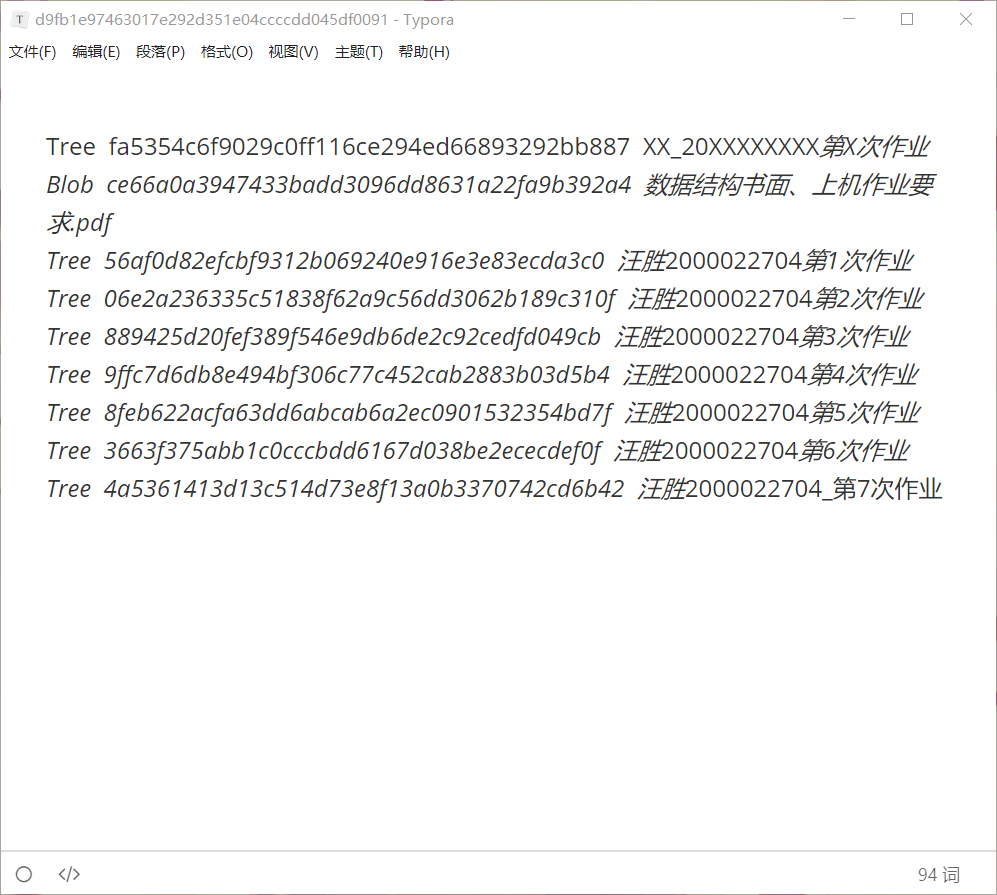 d9fb1e97463017e292d351e04ccccdd045df0091 - Typora
文件(F) 编辑(E) 段落(P) 格式(O) 视图(V) 主题(T) 帮助(H)
Tree fa5354c6f9029c0ff116ce294ed66893292bb887 XX_20XXXXXXXX第X次作业
Blob ce66a0a3947433badd3096dd8631a22fa9b392a4 数据结构书面、上机作业要
求.pdf
Tree 56af0d82efcbf9312b069240e916e3e83ecda3c0 汪胜2000022704第1次作业
Tree 06e2a236335c51838f62a9c56dd3062b189c310f 汪胜2000022704第2次作业
Tree 889425d20fef389f546e9db6de2c92cedfd049cb 汪胜2000022704第3次作业
Tree 9ffc7d6db8e494bf306c77c452cab2883b03d5b4 汪胜2000022704第4次作业
Tree 8feb622acfa63dd6abcab6a2ec0901532354bd7f 汪胜2000022704第5次作业
Tree 3663f375abb1c0cccbdd6167d038be2ececdef0f 汪胜2000022704第6次作业
Tree 4a5361413d13c514d73e8f13a0b3370742cd6b42 汪胜2000022704_第7次作业
94 词